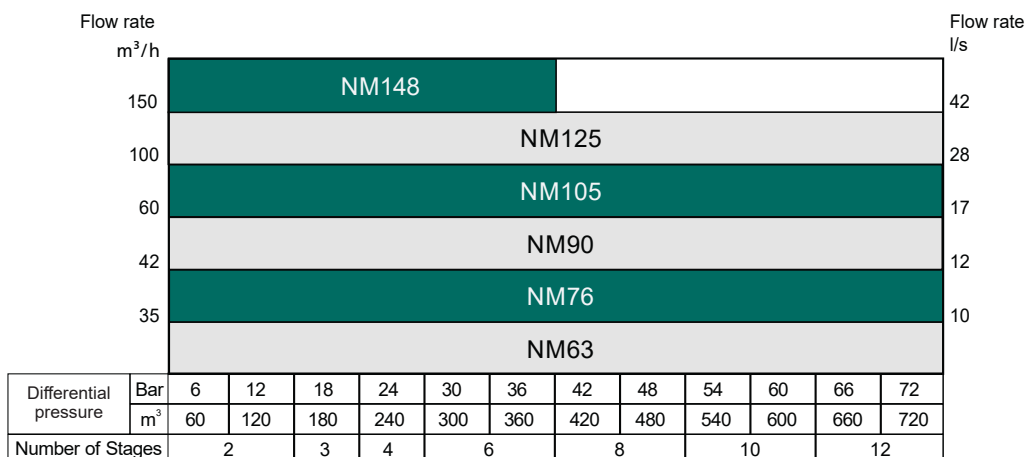 Flow rate Flow rate
m³/h l/s
NM148
150 42
NM125
100 28
NM105
60 17
NM90
42 12
NM76
35 10
NM63
Differential pressure Bar 6 12 18 24 30 36 42 48 54 60 66 72
m³ 60 120 180 240 300 360 420 480 540 600 660 720
Number of Stages 2 3 4 6 8 10 12